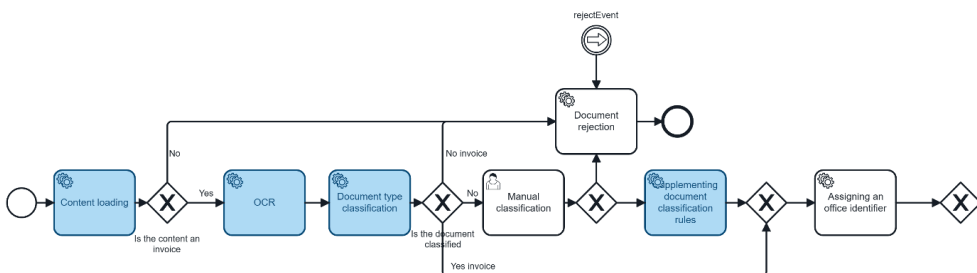 rejectEvent
Document
rejection
No
No invoice
Content loading
Yes
OCR
Document type
classification
No
Manual
classification
Supplementing
document
classification
rules
Assigning an
office identifier
Is the content an
invoice
Is the document
classified
Yes invoice